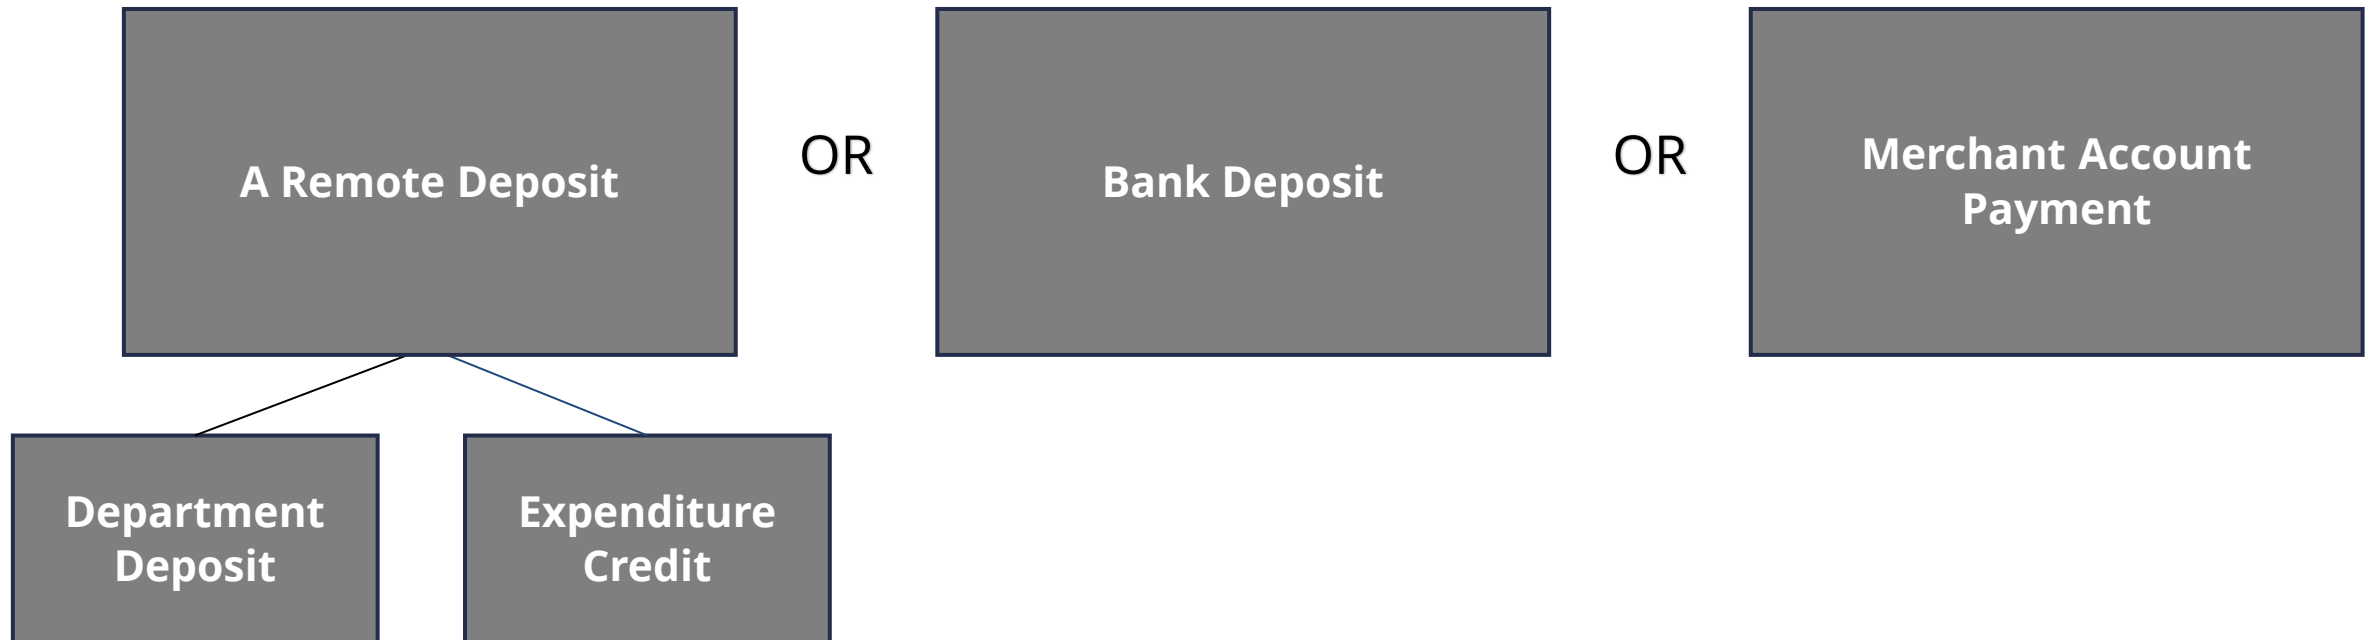 A Remote Deposit
OR
Bank Deposit
OR
Merchant Account
Payment
Department
Deposit
Expenditure
Credit